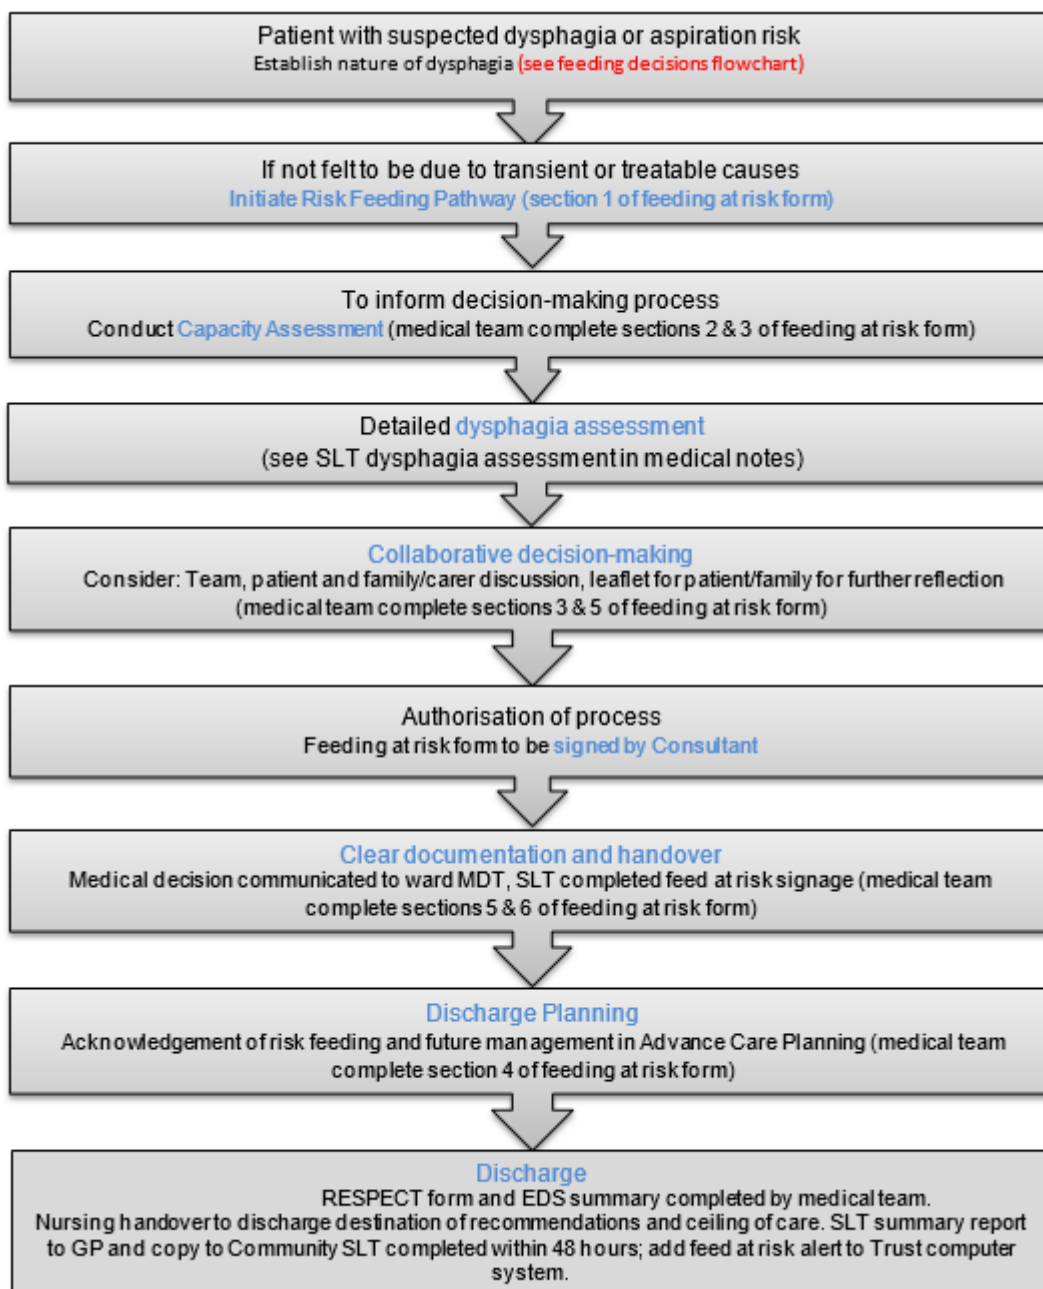 Patient with suspected dysphagia or aspiration risk
Establish nature of dysphagia (see feeding decisions flowchart)
If not felt to be due to transient or treatable causes
Initiate Risk Feeding Pathway (section 1 of feeding at risk form)
To inform decision-making process
Conduct Capacity Assessment (medical team complete sections 2 & 3 of feeding at risk form)
Detailed dysphagia assessment
(see SLT dysphagia assessment in medical notes)
Collaborative decision-making
Consider: Team, patient and family/carer discussion, leaflet for patient/family for further reflection
(medical team complete sections 3 & 5 of feeding at risk form)
Authorisation of process
Feeding at risk form to be signed by Consultant
Clear documentation and handover
Medical decision communicated to ward MDT, SLT completed feed at risk signage (medical team
complete sections 5 & 6 of feeding at risk form)
Discharge Planning
Acknowledgement of risk feeding and future management in Advance Care Planning (medical team
complete section 4 of feeding at risk form)
Discharge
RESPECT form and EDS summary completed by medical team.
Nursing handover to discharge destination of recommendations and ceiling of care. SLT summary report
to GP and copy to Community SLT completed within 48 hours; add feed at risk alert to Trust computer
system.